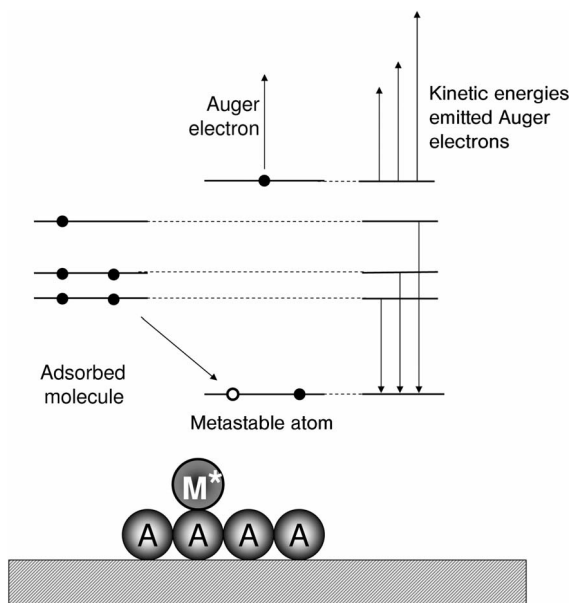 Auger
electron
Kinetic energies
emitted Auger
electrons
Adsorbed
molecule
Metastable atom
M*
A A A A